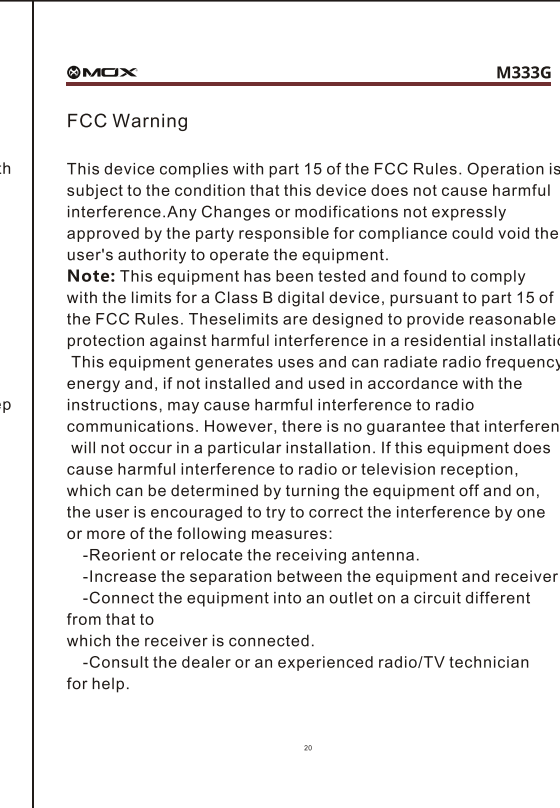 MOX
M333G
FCC Warning
th
This device complies with part 15 of the FCC Rules. Operation is
subject to the condition that this device does not cause harmful
interference.Any Changes or modifications not expressly
approved by the party responsible for compliance could void the
user's authority to operate the equipment.
Note: This equipment has been tested and found to comply
with the limits for a Class B digital device, pursuant to part 15 of
the FCC Rules. Theselimits are designed to provide reasonable
protection against harmful interference in a residential installatio
This equipment generates uses and can radiate radio frequency
energy and, if not installed and used in accordance with the
ep
instructions, may cause harmful interference to radio
communications. However, there is no guarantee that interferen
will not occur in a particular installation. If this equipment does
cause harmful interference to radio or television reception,
which can be determined by turning the equipment off and on,
the user is encouraged to try to correct the interference by one
or more of the following measures:
-Reorient or relocate the receiving antenna.
-Increase the separation between the equipment and receiver
-Connect the equipment into an outlet on a circuit different
from that to
which the receiver is connected.
-Consult the dealer or an experienced radio/TV technician
for help.
20